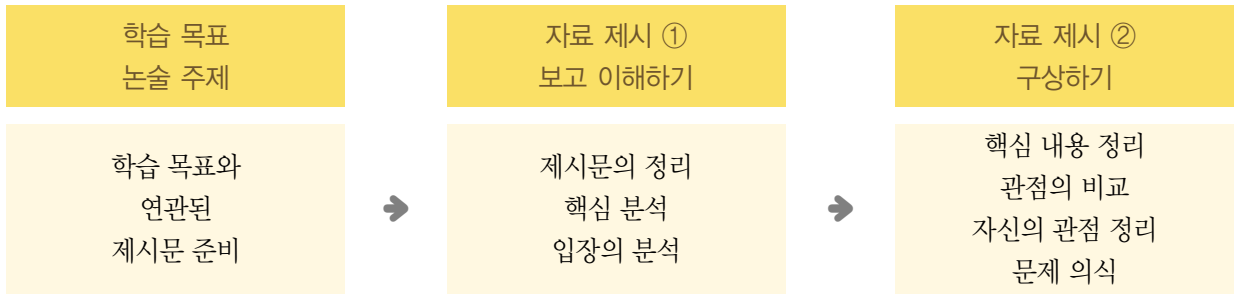 학습 목표
논술 주제
자료 제시 ①
보고 이해하기
자료 제시 ②
구상하기
학습 목표와
연관된
제시문 준비
제시문의 정리
핵심 분석
입장의 분석
핵심 내용 정리
관점의 비교
자신의 관점 정리
문제 의식